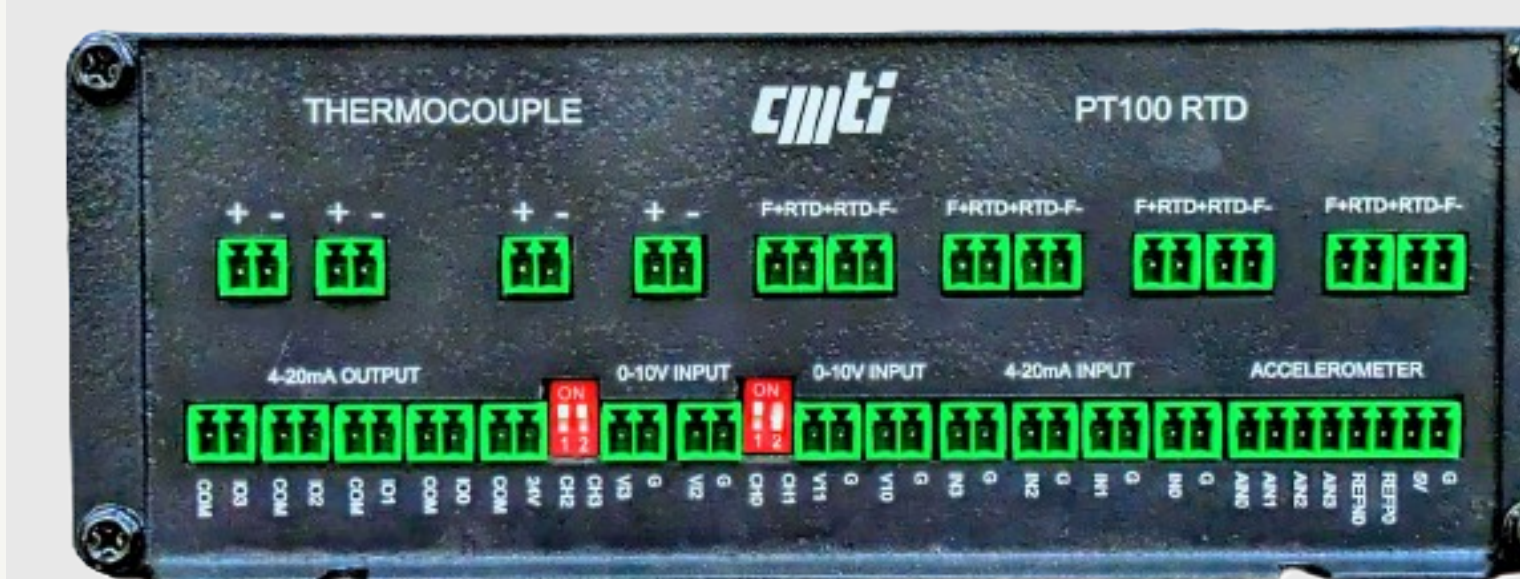 THERMOCOUPLE cmti PT100 RTD
+ - + - + - + - F+RTD+RTD-F- F+RTD+RTD-F- F+RTD+RTD-F- F+RTD+RTD-F-
4-20mA OUTPUT 0-10V INPUT 0-10V INPUT 4-20mA INPUT ACCELEROMETER
ON ON
1 2 1 2
COM IO3 COM IO2 COM IO1 COM IO0 COM 24V CH2 CH3 VI3 G VI2 G CH0 CH1 V11 G V10 G IN3 G IN2 G IN1 G IN0 G AIN0 AIN1 AIN2 AIN3 REFN0 REFP0 5V G